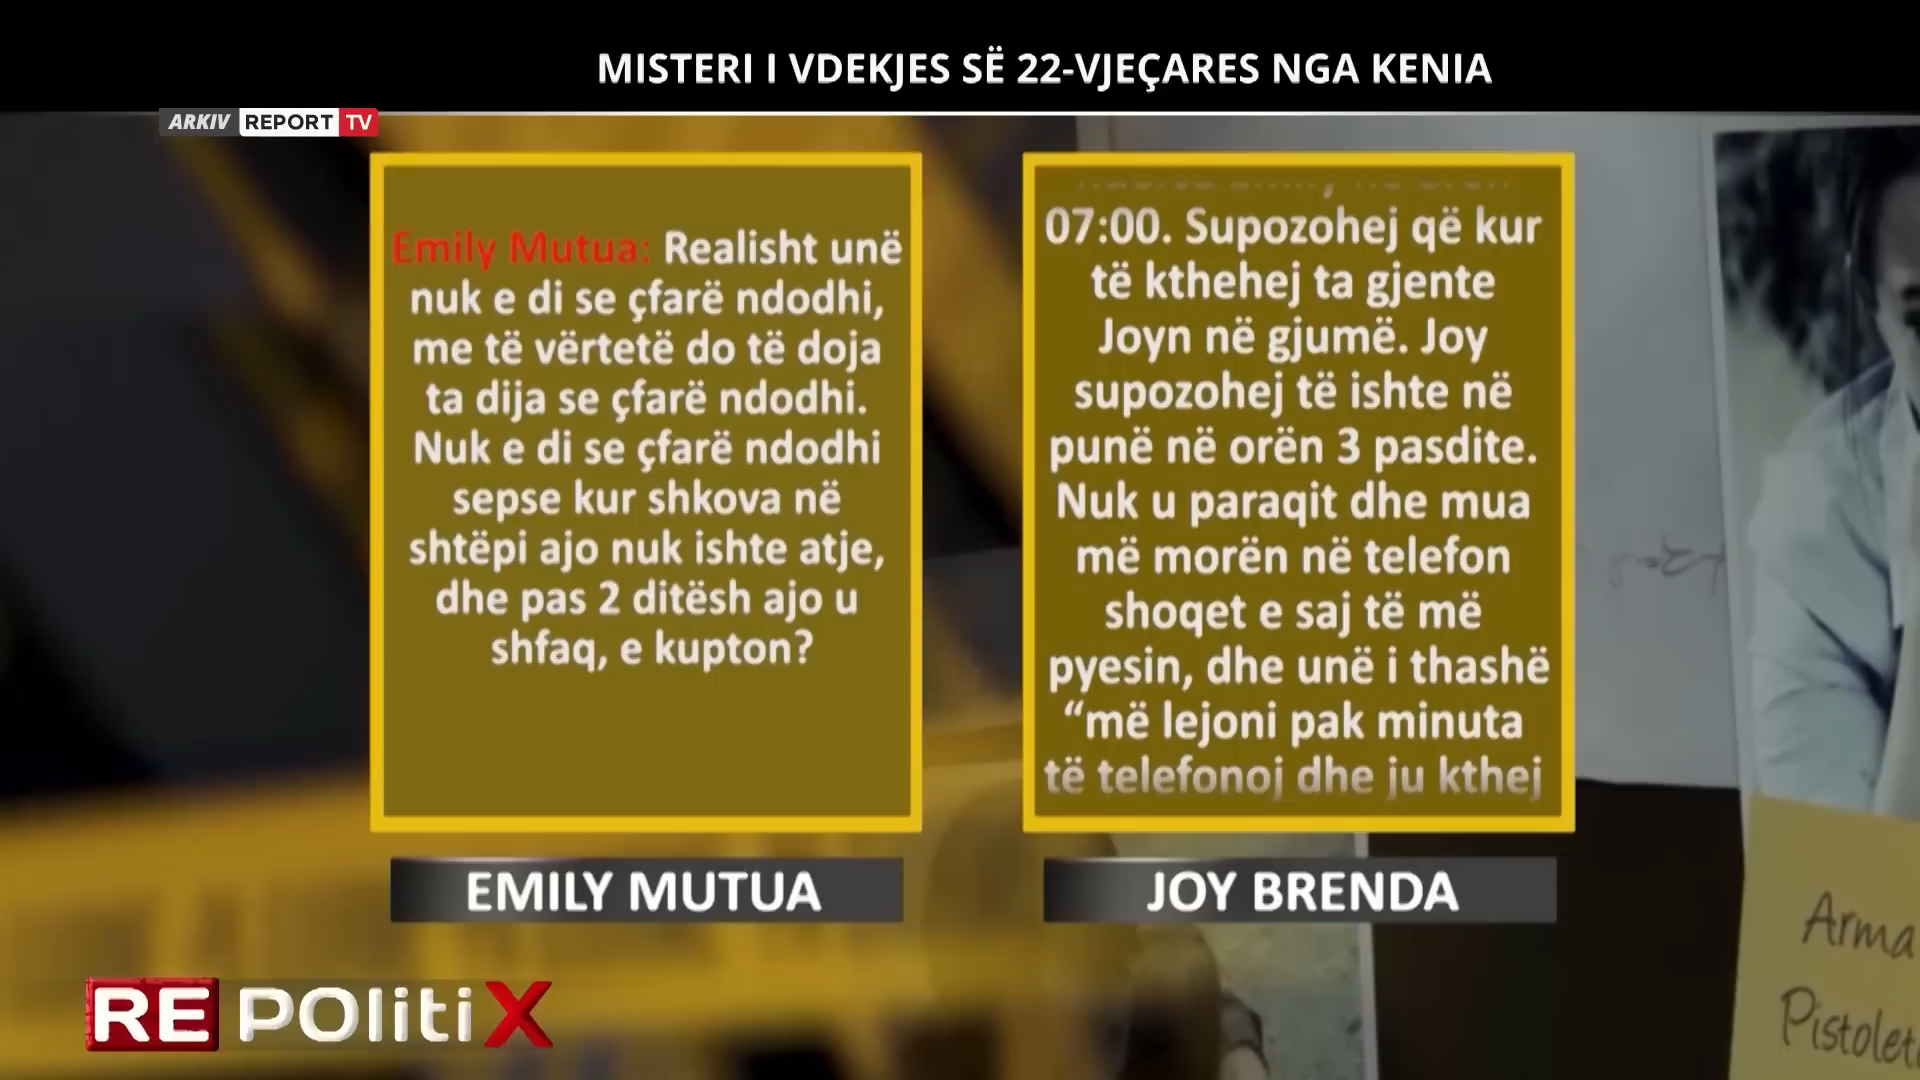 MISTERI I VDEKJES SË 22-VJEÇARES NGA KENIA
ARKIV REPORT TV
Emily Mutua: Realisht unë
nuk e di se çfarë ndodhi,
me të vërtetë do të doja
ta dija se çfarë ndodhi.
Nuk e di se çfarë ndodhi
sepse kur shkova në
shtëpi ajo nuk ishte atje,
dhe pas 2 ditësh ajo u
shfaq, e kupton?
EMILY MUTUA
07:00. Supozohej që kur
të kthehej ta gjente
Joyn në gjumë. Joy
supozohej të ishte në
punë në orën 3 pasdite.
Nuk u paraqit dhe mua
më morën në telefon
shoqet e saj të më
pyesin, dhe unë i thashë
“më lejoni pak minuta
të telefonoj dhe ju kthej
JOY BRENDA
Arma
REPOlitiX